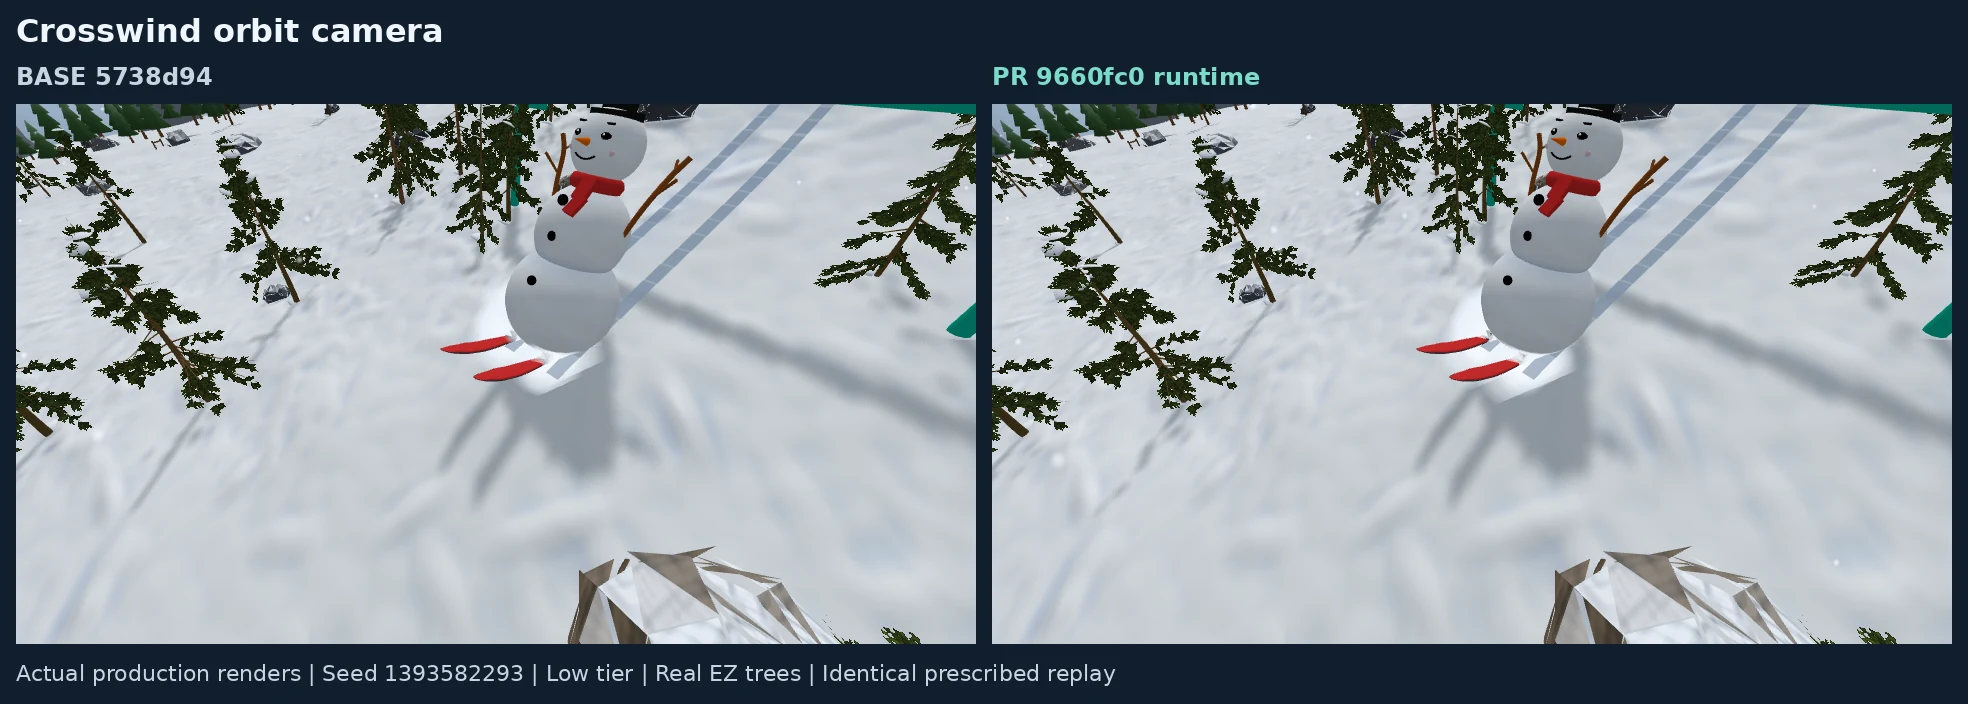 Crosswind orbit camera
BASE 5738d94
PR 9660fc0 runtime
Actual production renders | Seed 1393582293 | Low tier | Real EZ trees | Identical prescribed replay